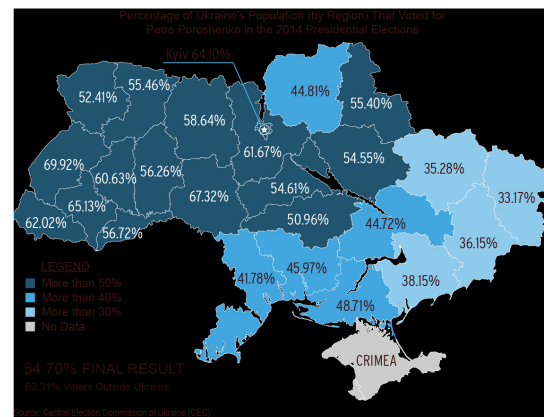 Percentage of Ukraine's Population (by Region) That Voted for
Petro Poroshenko in the 2014 Presidential Elections
Kyiv 64.10%
44.81%
55.46%
52.41%
55.40%
58.64%
61.67%
54.55%
35.28%
69.92%
60.63%
56.26%
33.17%
67.32%
54.61%
65.13%
62.02%
56.72%
50.96%
44.72%
36.15%
41.78%
45.97%
38.15%
48.71%
LEGEND
More than 50%
More than 40%
More than 30%
No Data
CRIMEA
54.70% FINAL RESULT
62.31% Voters Outside Ukraine
Source: Central Election Commission of Ukraine (CEC)